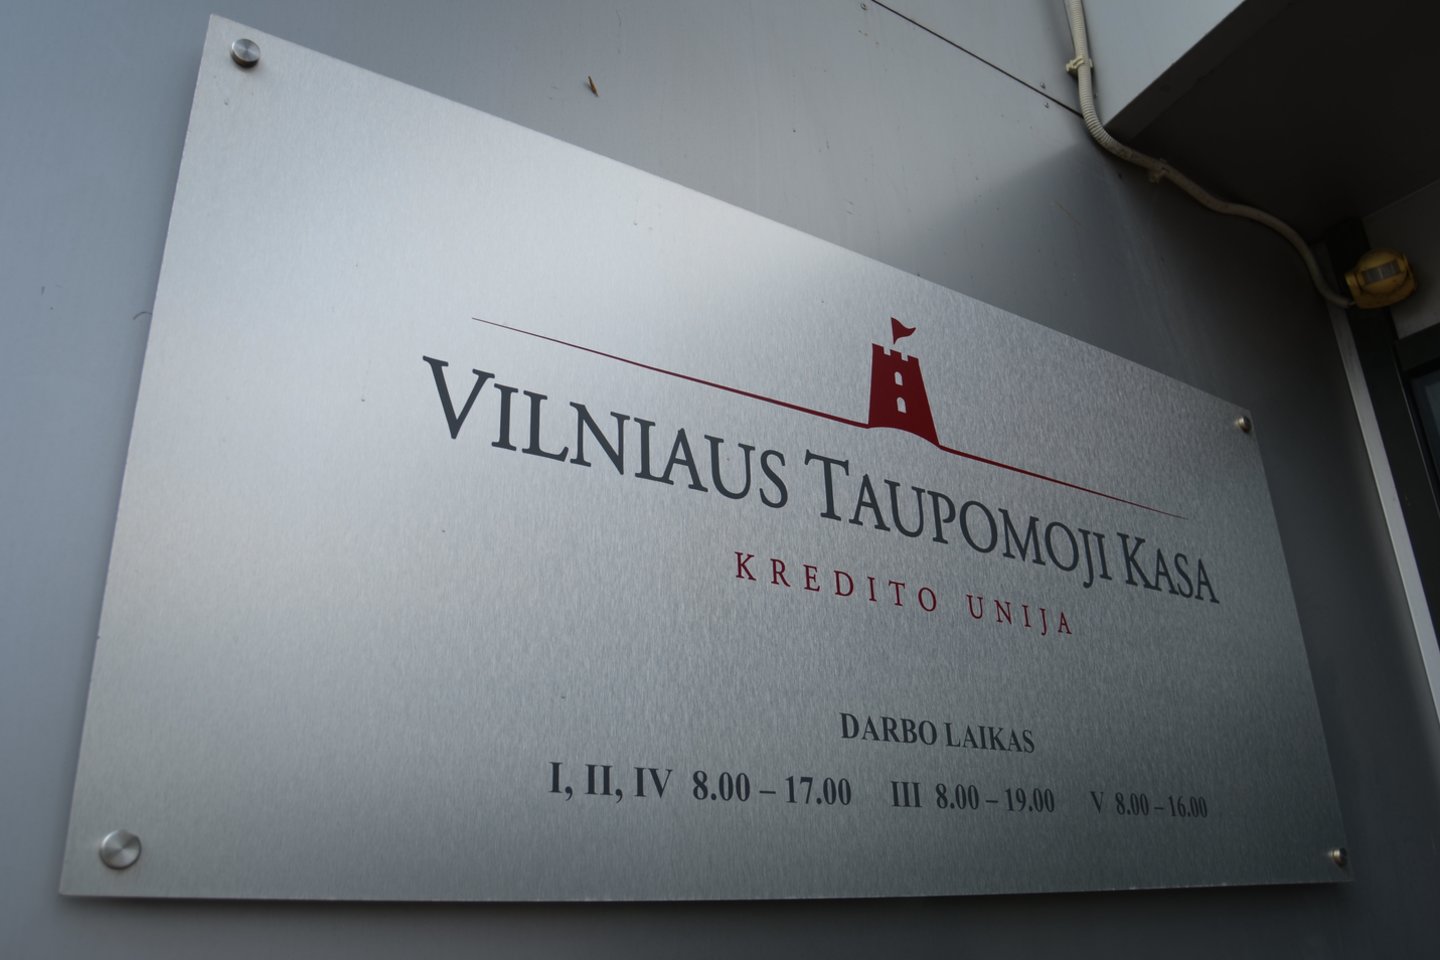 VILNIAUS TAUPOMOJI KASA
KREDITO UNIJA
DARBO LAIKAS
I, II, IV 8.00 – 17.00 III 8.00 – 19.00 V 8.00 – 16.00